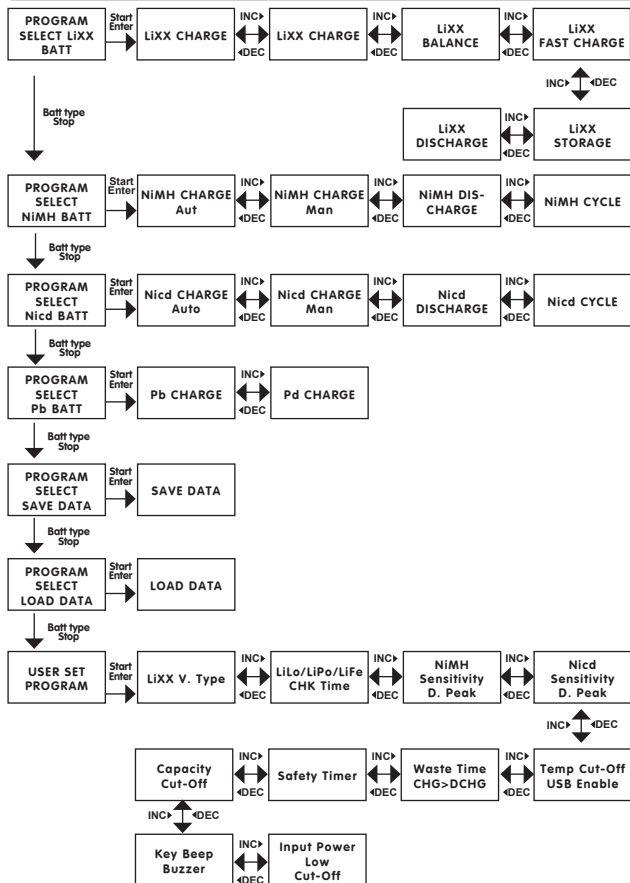 PROGRAM
SELECT LiXX
BATT
Start
Enter
LiXX CHARGE
INC▸
◂DEC
LiXX CHARGE
INC▸
◂DEC
LiXX
BALANCE
INC▸
◂DEC
LiXX
FAST CHARGE
INC▸ ◂DEC
Batt type
Stop
LiXX
DISCHARGE
INC▸
◂DEC
LiXX
STORAGE
PROGRAM
SELECT
NiMH BATT
Start
Enter
NiMH CHARGE
Aut
INC▸
◂DEC
NiMH CHARGE
Man
INC▸
◂DEC
NiMH DIS-
CHARGE
INC▸
◂DEC
NiMH CYCLE
Batt type
Stop
PROGRAM
SELECT
Nicd BATT
Start
Enter
Nicd CHARGE
Auto
INC▸
◂DEC
Nicd CHARGE
Man
INC▸
◂DEC
Nicd
DISCHARGE
INC▸
◂DEC
Nicd CYCLE
Batt type
Stop
PROGRAM
SELECT
Pb BATT
Start
Enter
Pb CHARGE
INC▸
◂DEC
Pd CHARGE
Batt type
Stop
PROGRAM
SELECT
SAVE DATA
Start
Enter
SAVE DATA
Batt type
Stop
PROGRAM
SELECT
LOAD DATA
Start
Enter
LOAD DATA
Batt type
Stop
USER SET
PROGRAM
Start
Enter
LiXX V. Type
INC▸
◂DEC
LiLo/LiPo/LiFe
CHK Time
INC▸
◂DEC
NiMH
Sensitivity
D. Peak
INC▸
◂DEC
Nicd
Sensitivity
D. Peak
INC▸ ◂DEC
Capacity
Cut-Off
INC▸
◂DEC
Safety Timer
INC▸
◂DEC
Waste Time
CHG>DCHG
INC▸
◂DEC
Temp Cut-Off
USB Enable
INC▸ ◂DEC
Key Beep
Buzzer
INC▸
◂DEC
Input Power
Low
Cut-Off